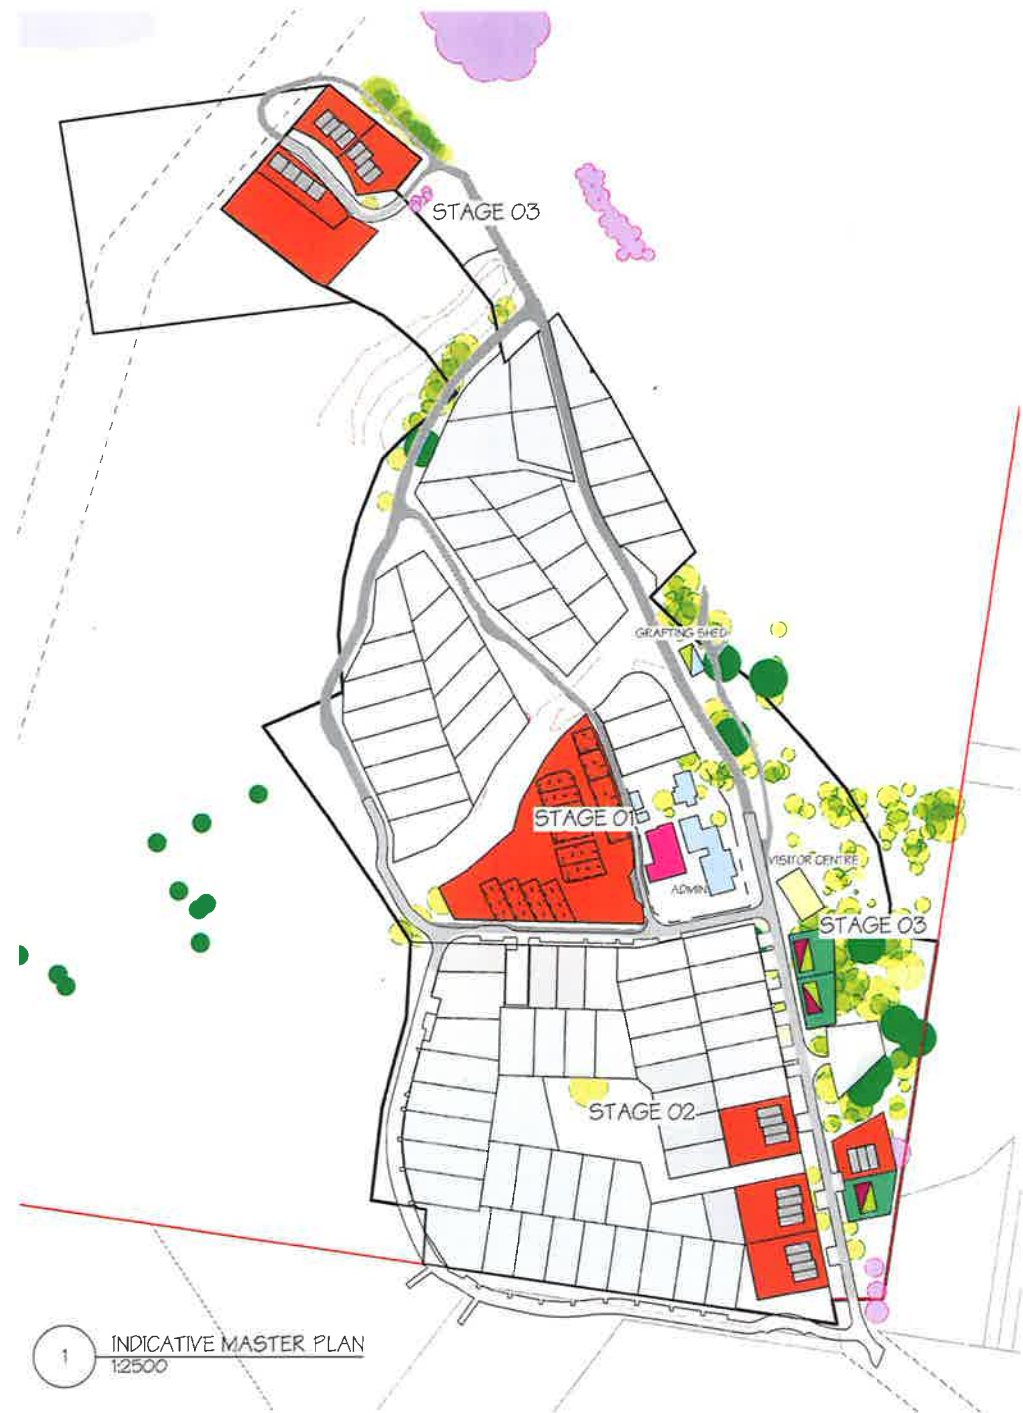 STAGE 03
GRAFTING SHED
STAGE 01
VISITOR CENTRE
ADMIN
STAGE 03
STAGE 02
1
INDICATIVE MASTER PLAN
1:2500